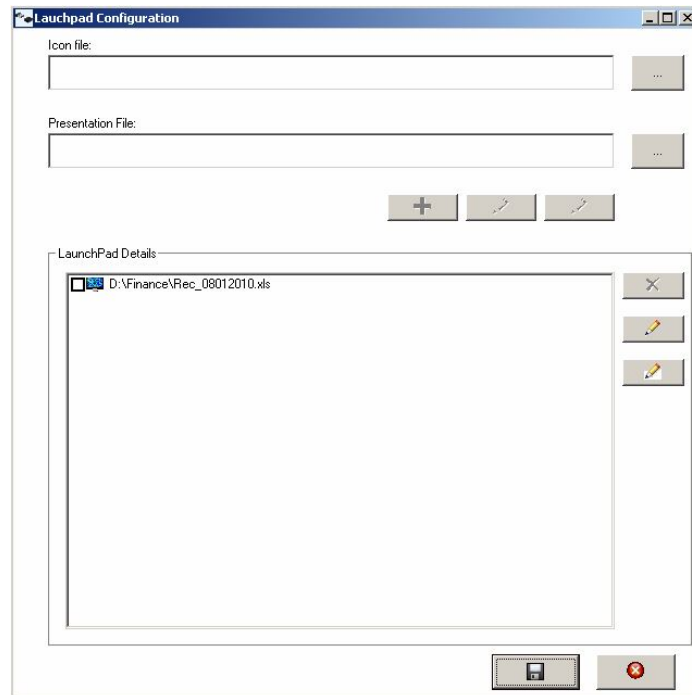 Lauchpad Configuration
Icon file:
...
Presentation File:
...
LaunchPad Details
D:\Finance\Rec_08012010.xls